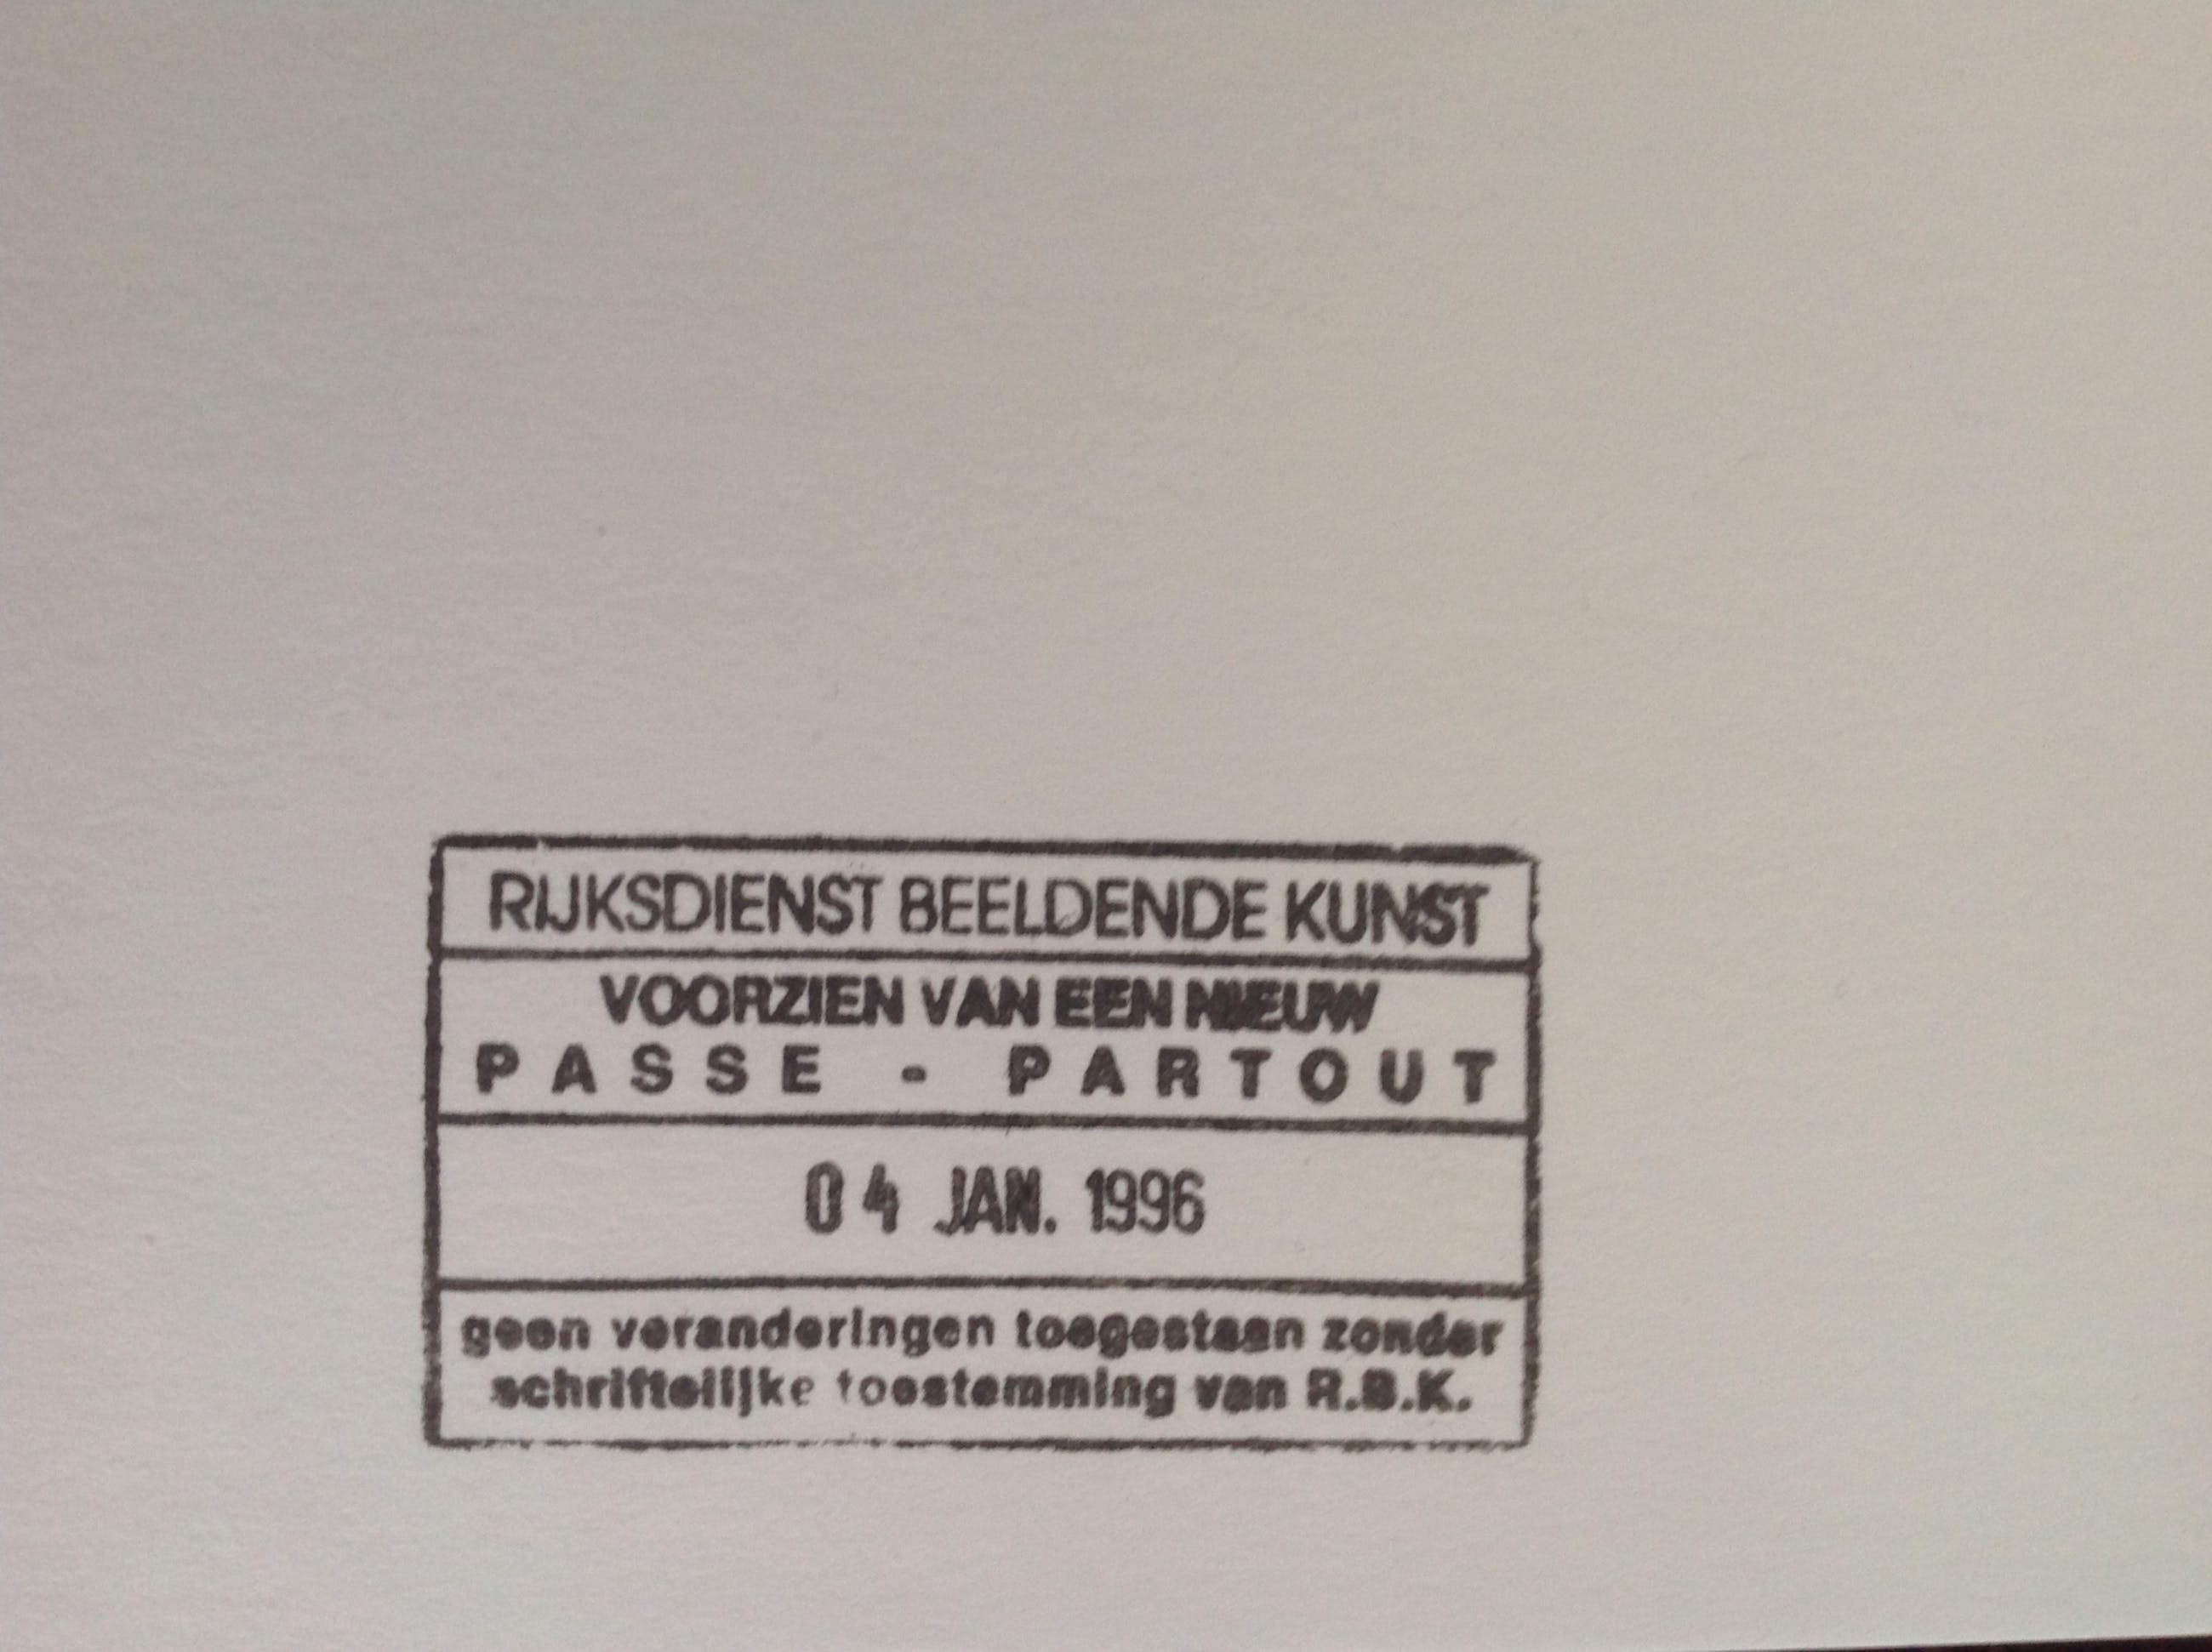 RIJKSDIENST BEELDENDE KUNST
VOORZIEN VAN EEN NIEUW
PASSE - PARTOUT
04 JAN. 1996
geen veranderingen toegestaan zonder
schriftelijke toestemming van R.B.K.